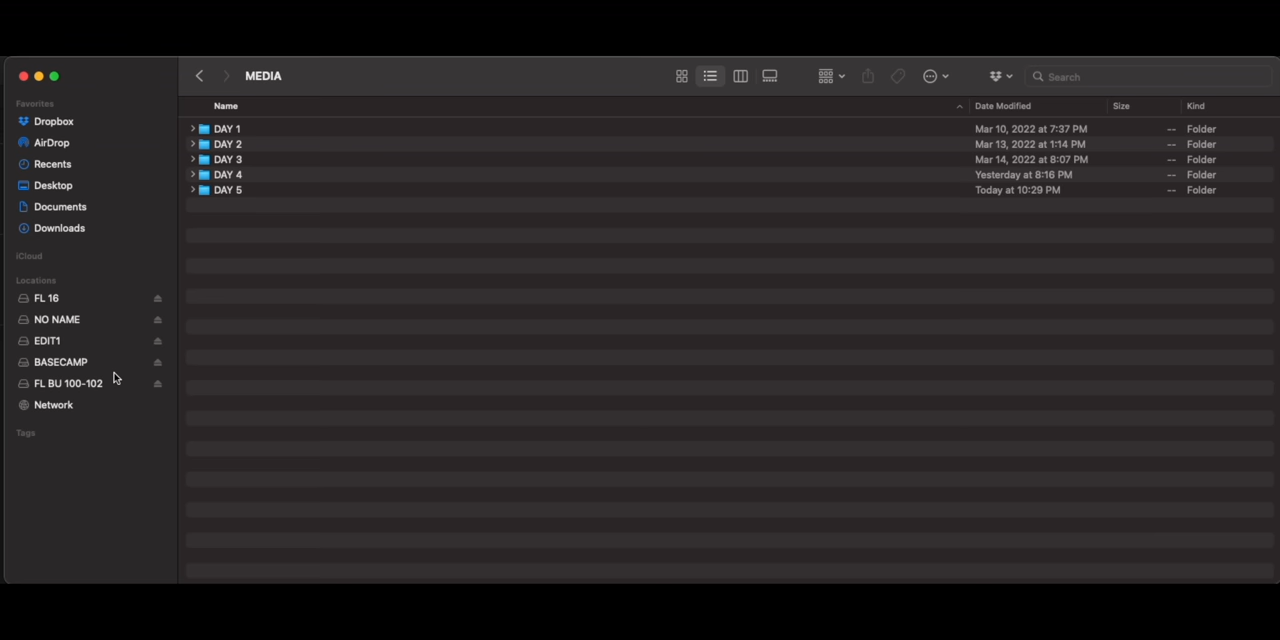 MEDIA
Search
Favorites
Dropbox
AirDrop
Recents
Desktop
Documents
Downloads
iCloud
Locations
FL 16
NO NAME
EDIT1
BASECAMP
FL BU 100-102
Network
Tags
Name Date Modified Size Kind
DAY 1 Mar 10, 2022 at 7:37 PM -- Folder
DAY 2 Mar 13, 2022 at 1:14 PM -- Folder
DAY 3 Mar 14, 2022 at 8:07 PM -- Folder
DAY 4 Yesterday at 8:16 PM -- Folder
DAY 5 Today at 10:29 PM -- Folder